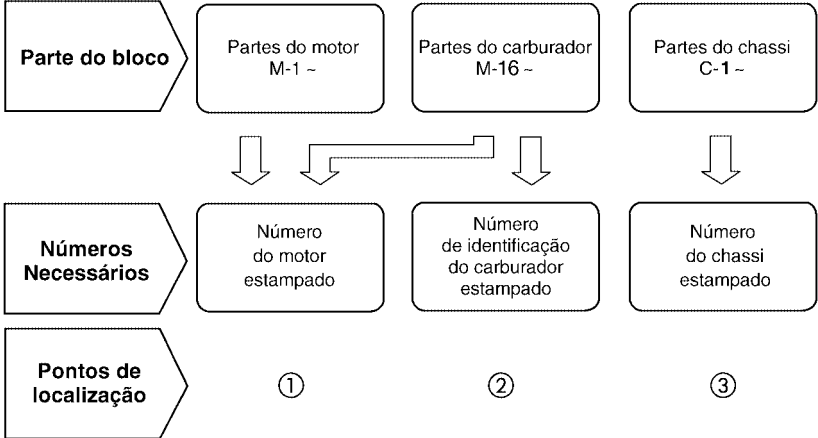 Parte do bloco
Partes do motor
M-1 ~
Partes do carburador
M-16 ~
Partes do chassi
C-1 ~
Números
Necessários
Número
do motor
estampado
Número
de identificação
do carburador
estampado
Número
do chassi
estampado
Pontos de
localização
①
②
③